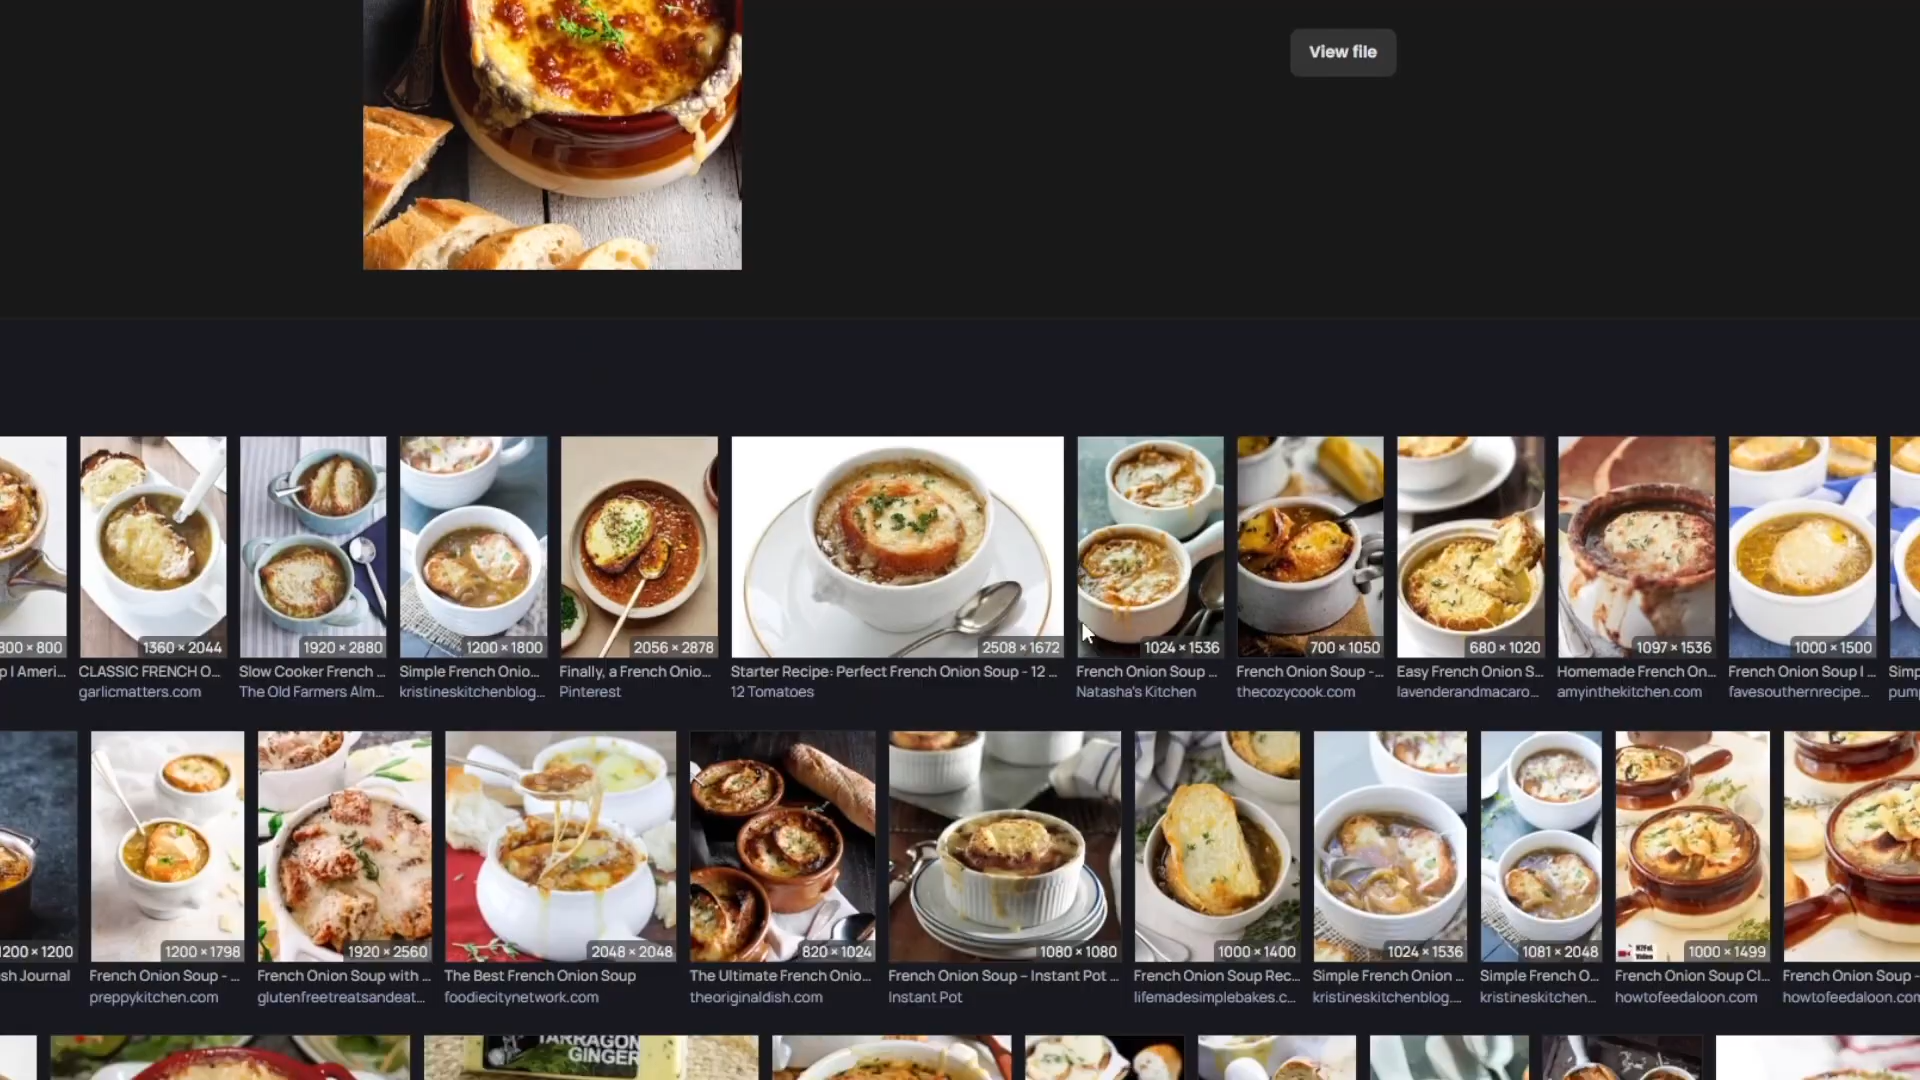 View file
800 × 800
1360 × 2044
1920 × 2880
1200 × 1800
2056 × 2878
2508 × 1672
1024 × 1536
700 × 1050
680 × 1020
1097 × 1536
1000 × 1500
p | Ameri...
CLASSIC FRENCH O...
Slow Cooker French ...
Simple French Onio...
Finally, a French Onio...
Starter Recipe: Perfect French Onion Soup - 12 ...
French Onion Soup ...
French Onion Soup -...
Easy French Onion S...
Homemade French On...
French Onion Soup | ...
Simp
garlicmatters.com
The Old Farmers Alm...
kristineskitchenblog...
Pinterest
12 Tomatoes
Natasha's Kitchen
thecozycook.com
lavenderandmacaro...
amyinthekitchen.com
favesouthernrecipe...
pump
1200 × 1200
1200 × 1798
1920 × 2560
2048 × 2048
820 × 1024
1080 × 1080
1000 × 1400
1024 × 1536
1081 × 2048
1000 × 1499
sh Journal
French Onion Soup - ...
French Onion Soup with ...
The Best French Onion Soup
The Ultimate French Onio...
French Onion Soup – Instant Pot ...
French Onion Soup Rec...
Simple French Onion ...
Simple French O...
French Onion Soup Cl...
French Onion Soup -
preppykitchen.com
glutenfreetreatsandeat...
foodiecitynetwork.com
theoriginaldish.com
Instant Pot
lifemadesimplebakes.c...
kristineskitchenblog....
kristineskitchen...
howtofeedaloon.com
howtofeedaloon.com
TARRAGON
GINGER